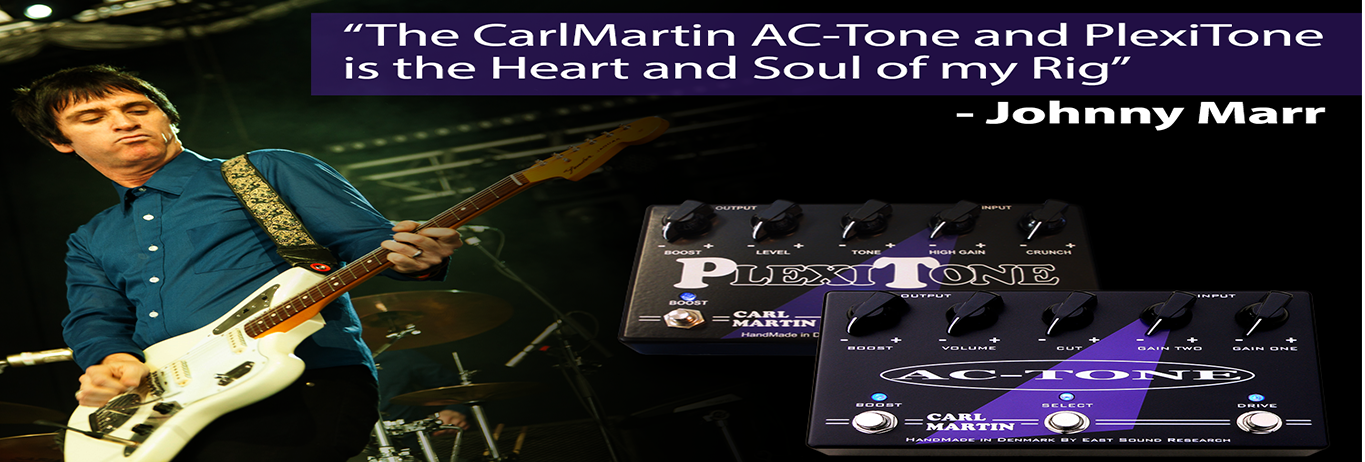 “The CarlMartin AC-Tone and PlexiTone
is the Heart and Soul of my Rig”
- Johnny Marr
Fender
OUTPUT INPUT
- + - + - + - + - +
BOOST LEVEL TONE HIGH GAIN CRUNCH
PLEXITONE
BOOST
CARL
MARTIN
HandMade in D
OUTPUT INPUT
- + - + - + - + - +
BOOST VOLUME CUT GAIN TWO GAIN ONE
AC-TONE
BOOST SELECT DRIVE
CARL
MARTIN
HandMade in Denmark By East Sound Research